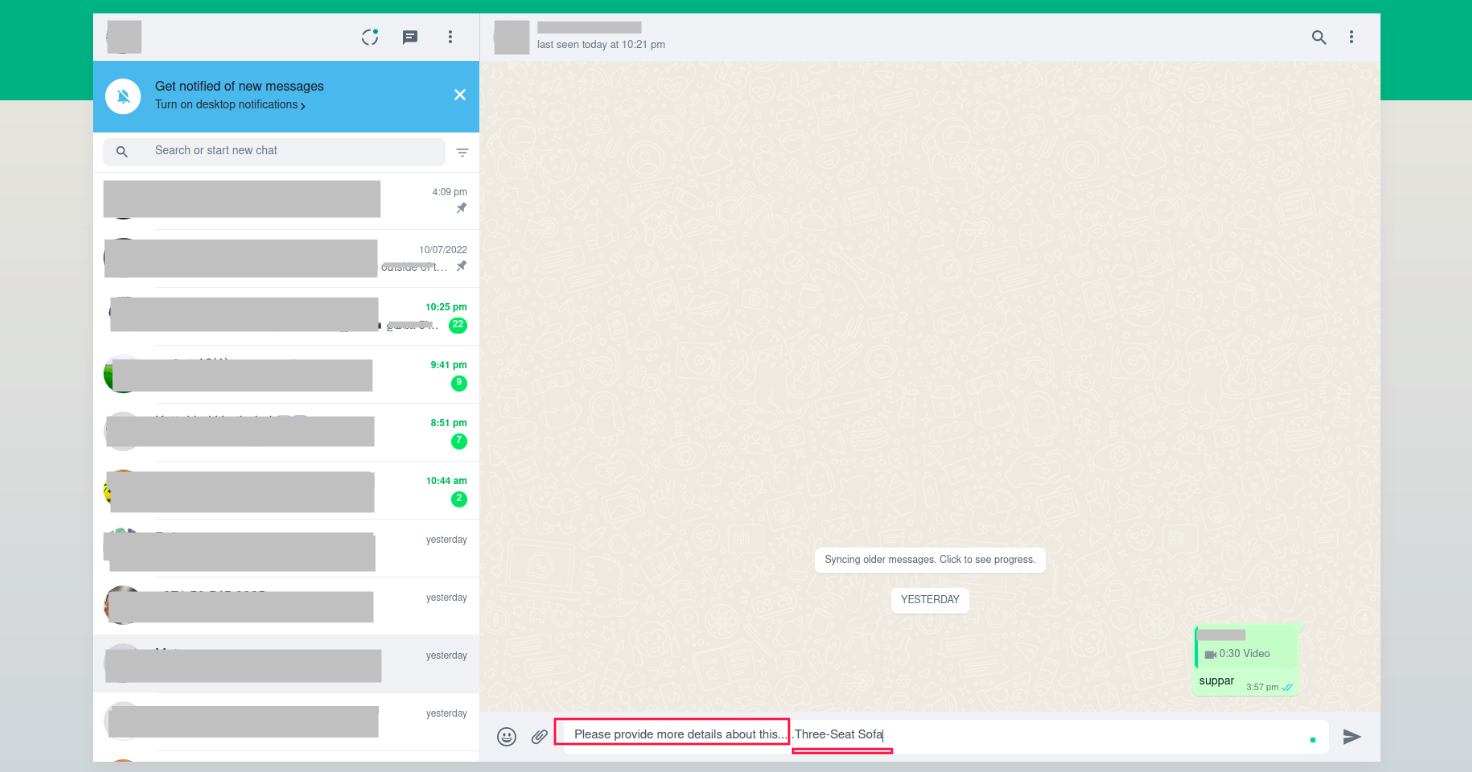 last seen today at 10:21 pm
Get notified of new messages
Turn on desktop notifications
Search or start new chat
4:09 pm
10/07/2022
10:25 pm
22
9:41 pm
9
8:51 pm
7
10:44 am
2
yesterday
yesterday
yesterday
yesterday
Syncing older messages. Click to see progress.
YESTERDAY
0:30 Video
suppar
3:57 pm
Please provide more details about this.....Three-Seat Sofa